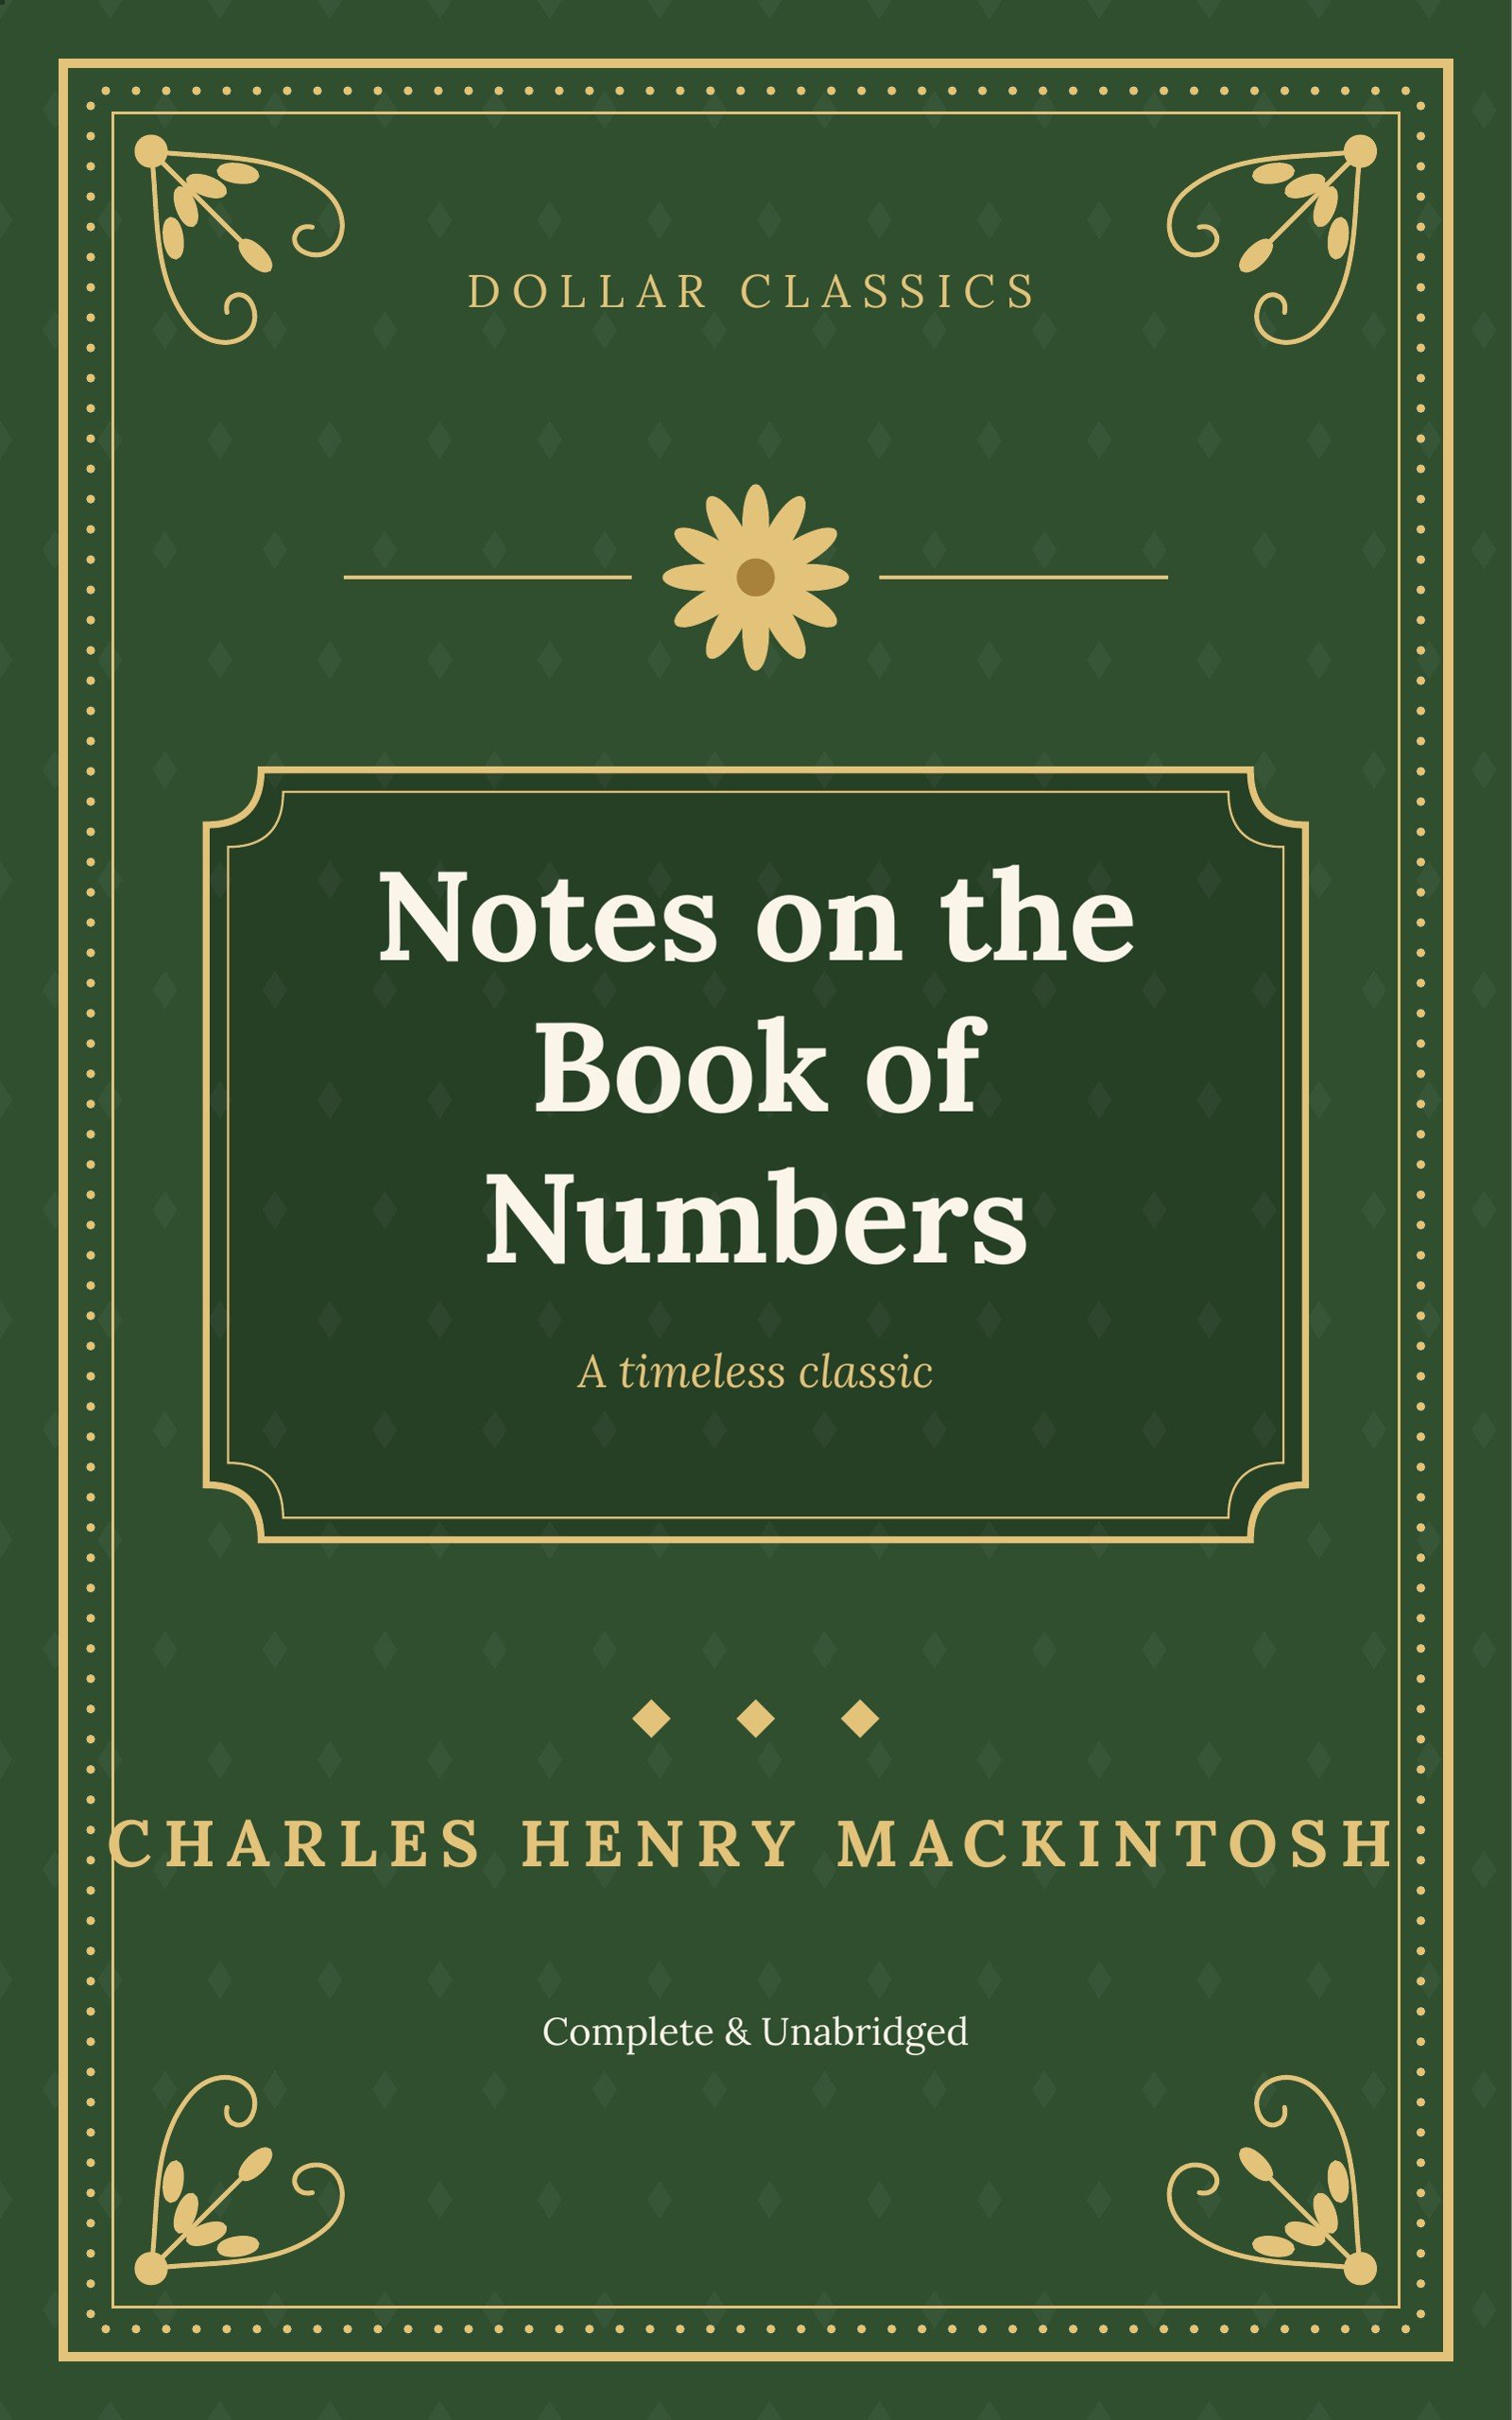 DOLLAR CLASSICS
Notes on the
Book of
Numbers
A timeless classic
CHARLES HENRY MACKINTOSH
Complete & Unabridged